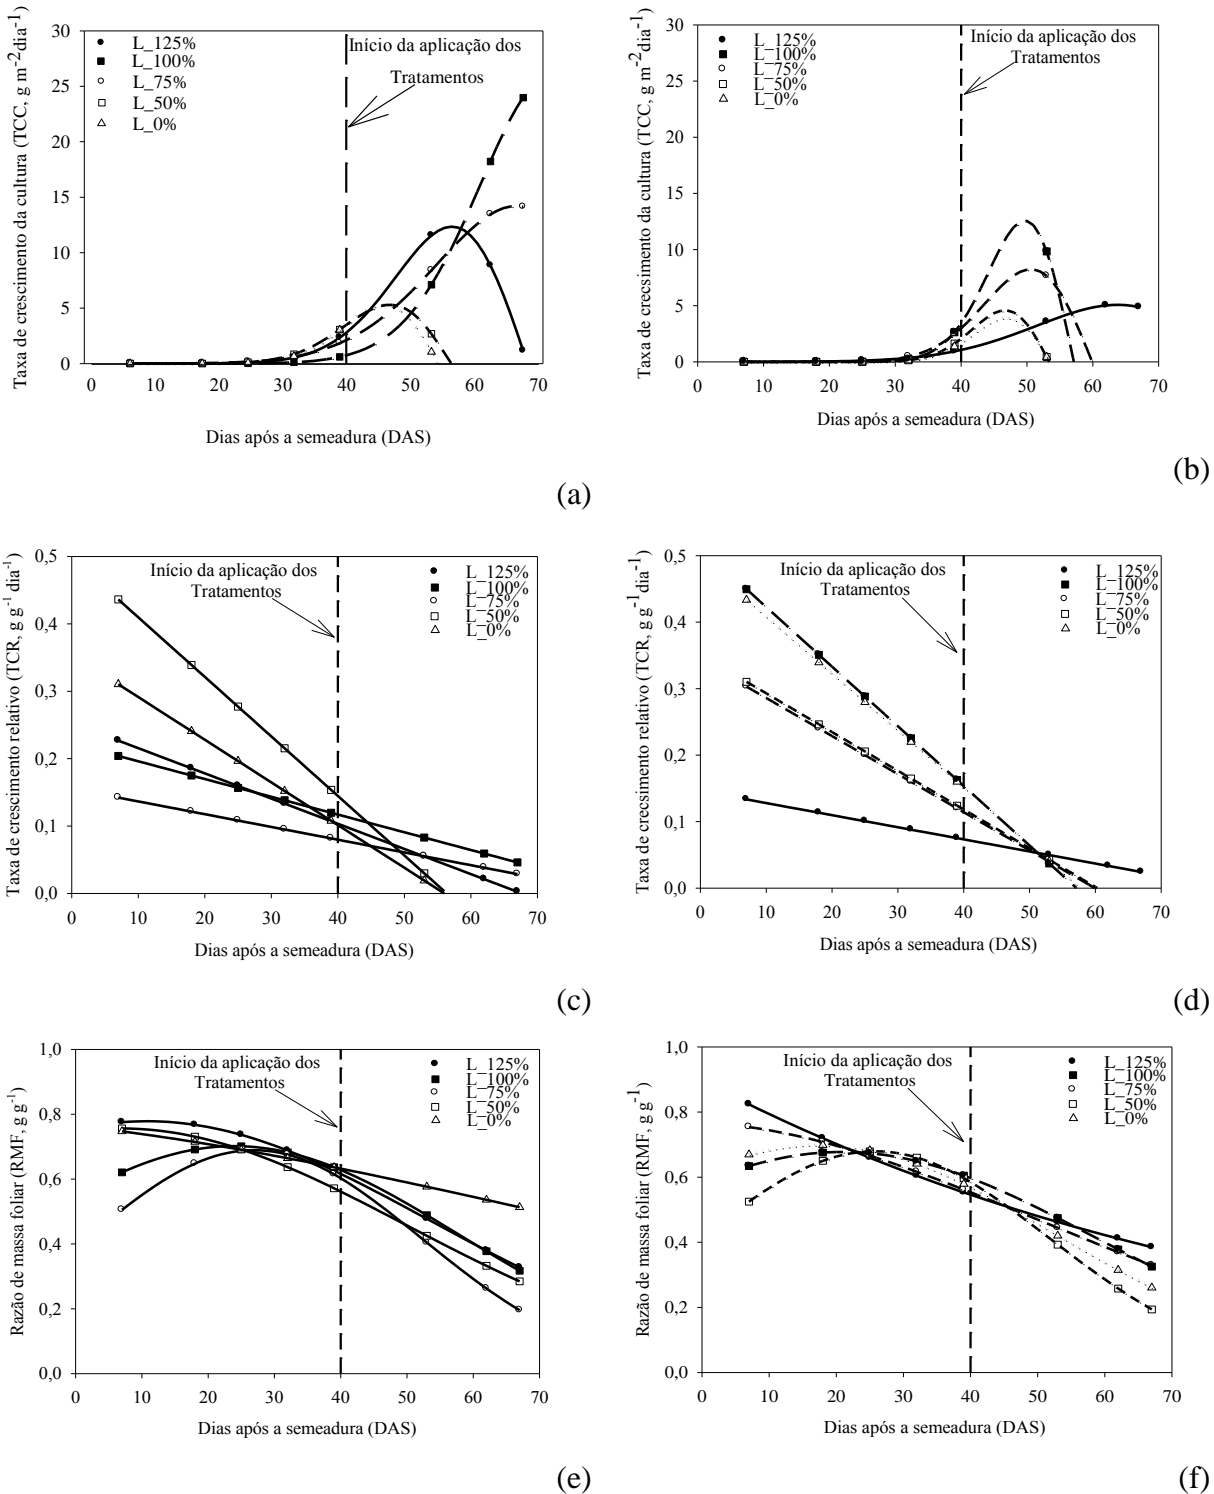 Taxa de crescimento da cultura (TCC, g m-2dia-1)
30
25
20
15
10
5
0
L_125%
L_100%
L_75%
L_50%
L_0%
Início da aplicação dos
Tratamentos
0 10 20 30 40 50 60 70
Dias após a semeadura (DAS)
(a)
Taxa de crecsimento da cultura (TCC, g m-2dia-1)
30
25
20
15
10
5
0
L_125%
L_100%
L_75%
L_50%
L_0%
Início da aplicação dos
Tratamentos
0 10 20 30 40 50 60 70
Dias após a semeadura (DAS)
(b)
Taxa de crescimento relativo (TCR, g g-1 dia-1)
0,5
0,4
0,3
0,2
0,1
0,0
Início da aplicação dos
Tratamentos
L_125%
L_100%
L_75%
L_50%
L_0%
0 10 20 30 40 50 60 70
Dias após a semeadura (DAS)
(c)
Taxa de crecsimento relativo (TCR, g g-1 dia-1)
0,5
0,4
0,3
0,2
0,1
0,0
Início da aplicação dos
Tratamentos
L_125%
L_100%
L_75%
L_50%
L_0%
0 10 20 30 40 50 60 70
Dias após a semeadura (DAS)
(d)
Razão de massa foliar (RMF, g g-1)
1,0
0,8
0,6
0,4
0,2
0,0
Início da aplicação dos
Tratamentos
L_125%
L_100%
L_75%
L_50%
L_0%
0 10 20 30 40 50 60 70
Dias após a semeadura (DAS)
(e)
Razão de massa foliar (RMF, g g-1)
1,0
0,8
0,6
0,4
0,2
0,0
Início da aplicação dos
Tratamentos
L_125%
L_100%
L_75%
L_50%
L_0%
0 10 20 30 40 50 60 70
Dias após a semeadura (DAS)
(f)